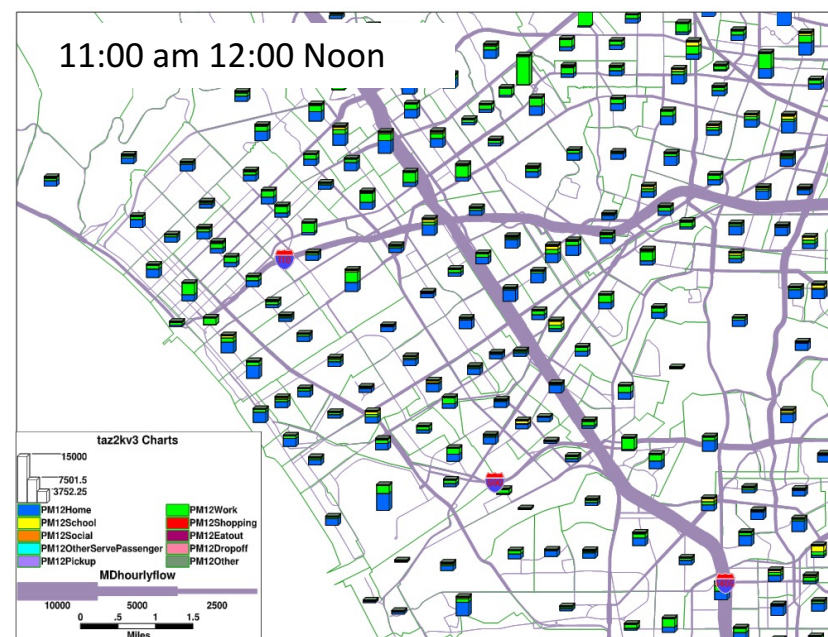 11:00 am 12:00 Noon
taz2kv3 Charts
15000
7501.5
3752.25
PM12Home
PM12Work
PM12School
PM12Shopping
PM12Social
PM12Eatout
PM12OtherServePassenger
PM12Dropoff
PM12Pickup
PM12Other
MDhourlyflow
10000 5000 2500
0 .5 1 1.5
Miles